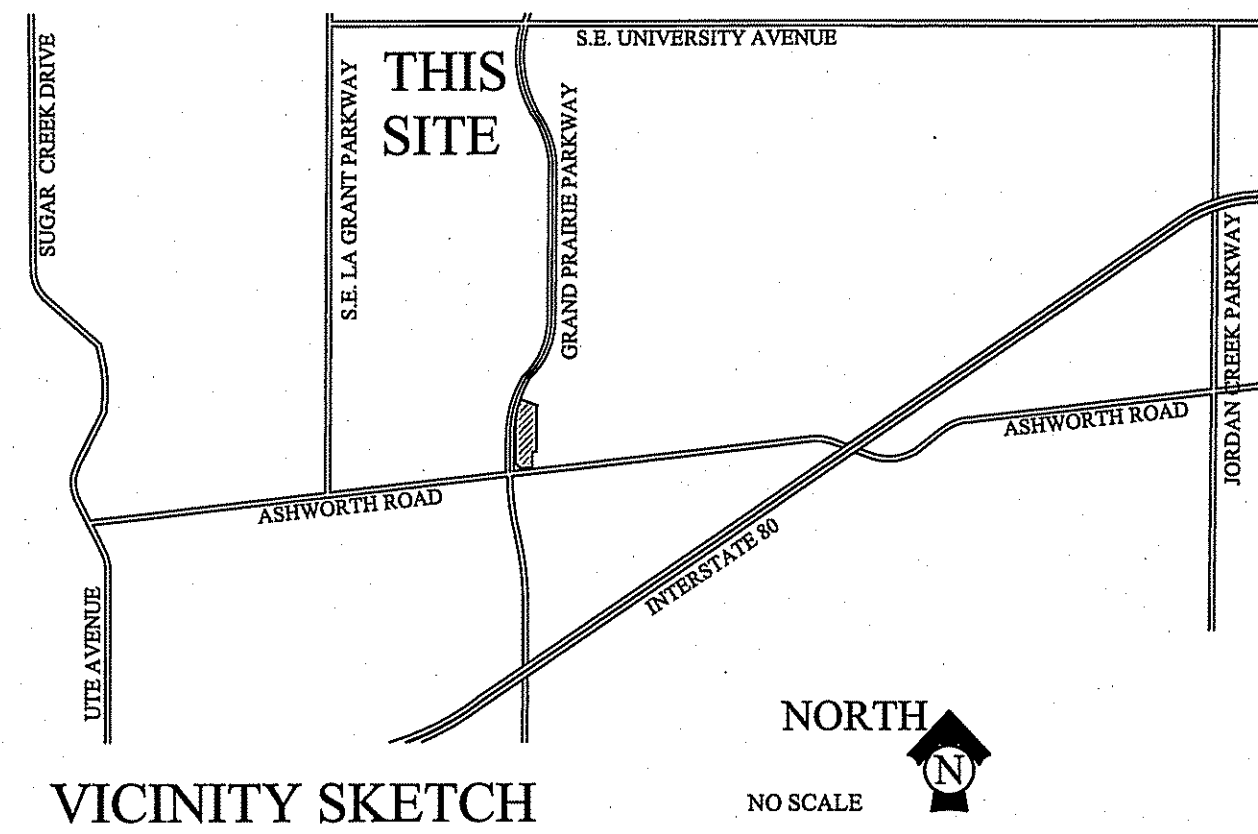 S.E. UNIVERSITY AVENUE
THIS
SITE
SUGAR CREEK DRIVE
S.E. LA GRANT PARKWAY
GRAND PRAIRIE PARKWAY
JORDAN CREEK PARKWAY
ASHWORTH ROAD
ASHWORTH ROAD
INTERSTATE 80
UTE AVENUE
NORTH
N
VICINITY SKETCH
NO SCALE